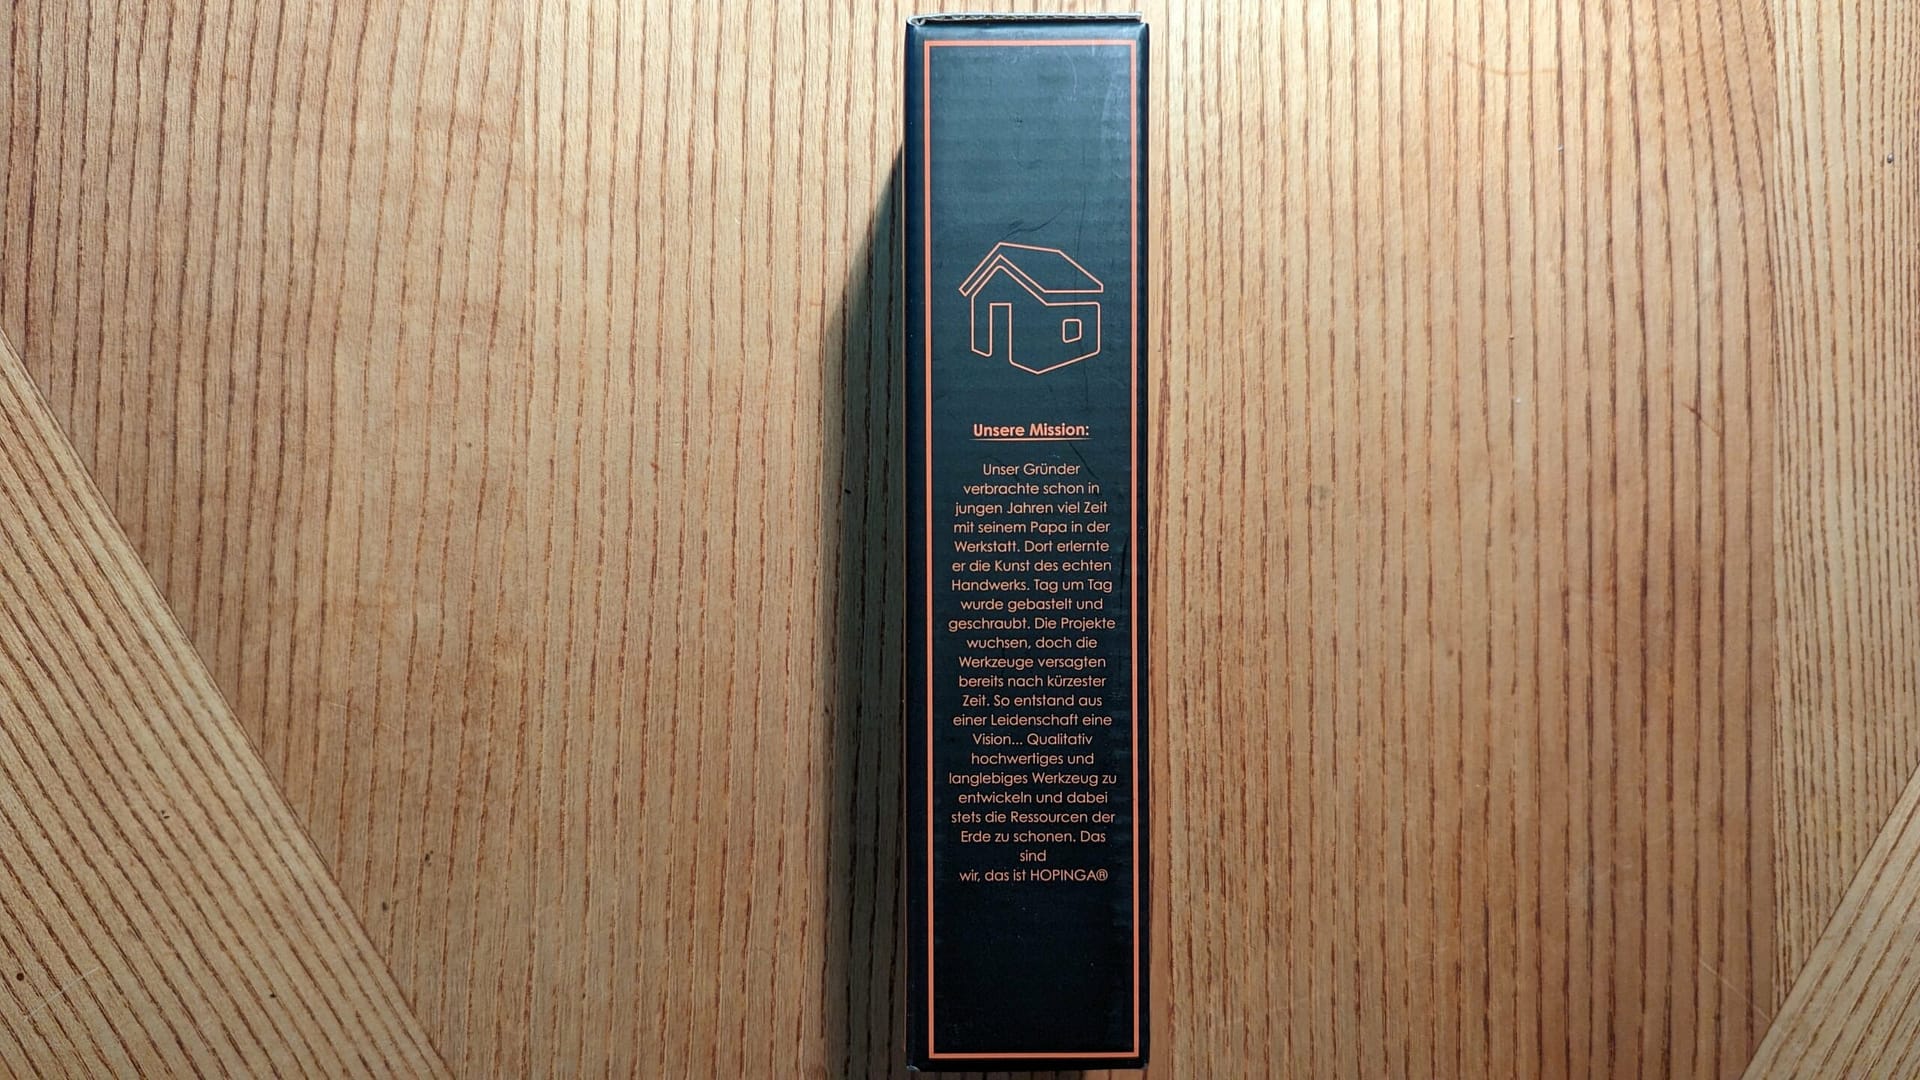 Unsere Mission:
Unser Gründer
verbrachte schon in
jungen Jahren viel Zeit
mit seinem Papa in der
Werkstatt. Dort erlernte
er die Kunst des echten
Handwerks. Tag um Tag
wurde gebastelt und
geschraubt. Die Projekte
wuchsen, doch die
Werkzeuge versagten
bereits nach kürzester
Zeit. So entstand aus
einer Leidenschaft eine
Vision... Qualitativ
hochwertiges und
langlebiges Werkzeug zu
entwickeln und dabei
stets die Ressourcen der
Erde zu schonen. Das
sind
wir, das ist HOPINGA®